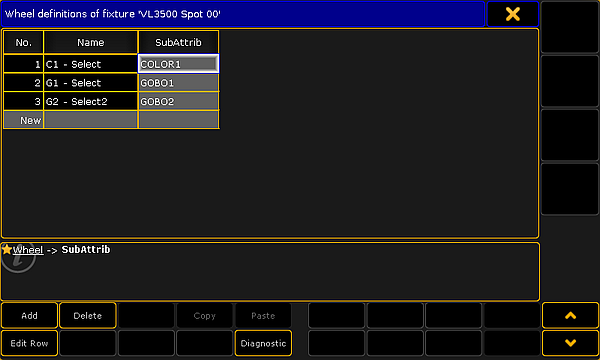 Wheel definitions of fixture 'VL3500 Spot 00'
No. Name SubAttrib
1 C1 - Select COLOR1
2 G1 - Select GOBO1
3 G2 - Select2 GOBO2
New
Wheel -> SubAttrib
Add Delete Copy Paste
Edit Row Diagnostic